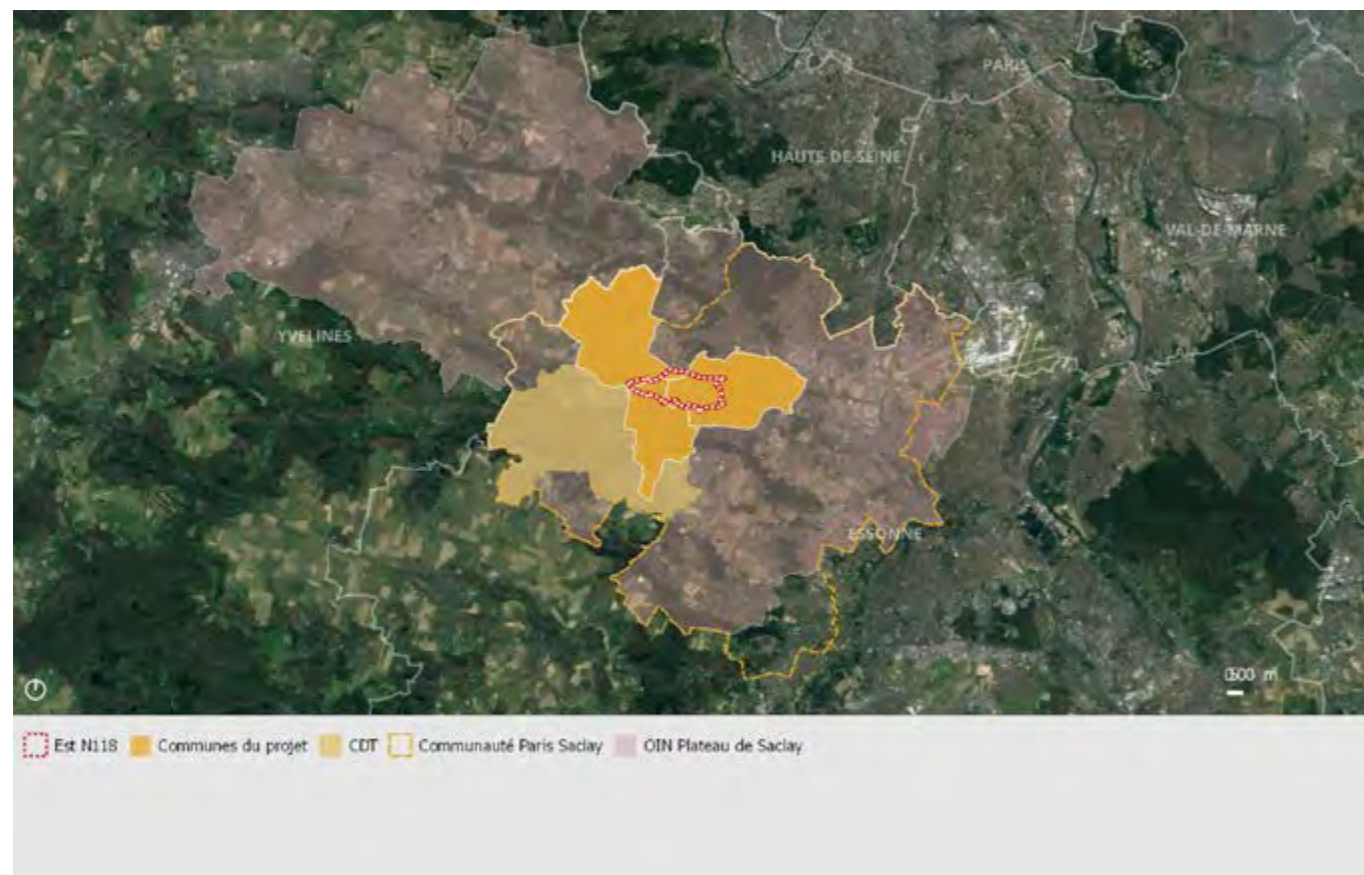 PARIS
HAUTS-DE-SEINE
VAL-DE-MARNE
YVELINES
ESSONNE
Est N118 Communes du projet CDT Communauté Paris Saclay OIN Plateau de Saclay